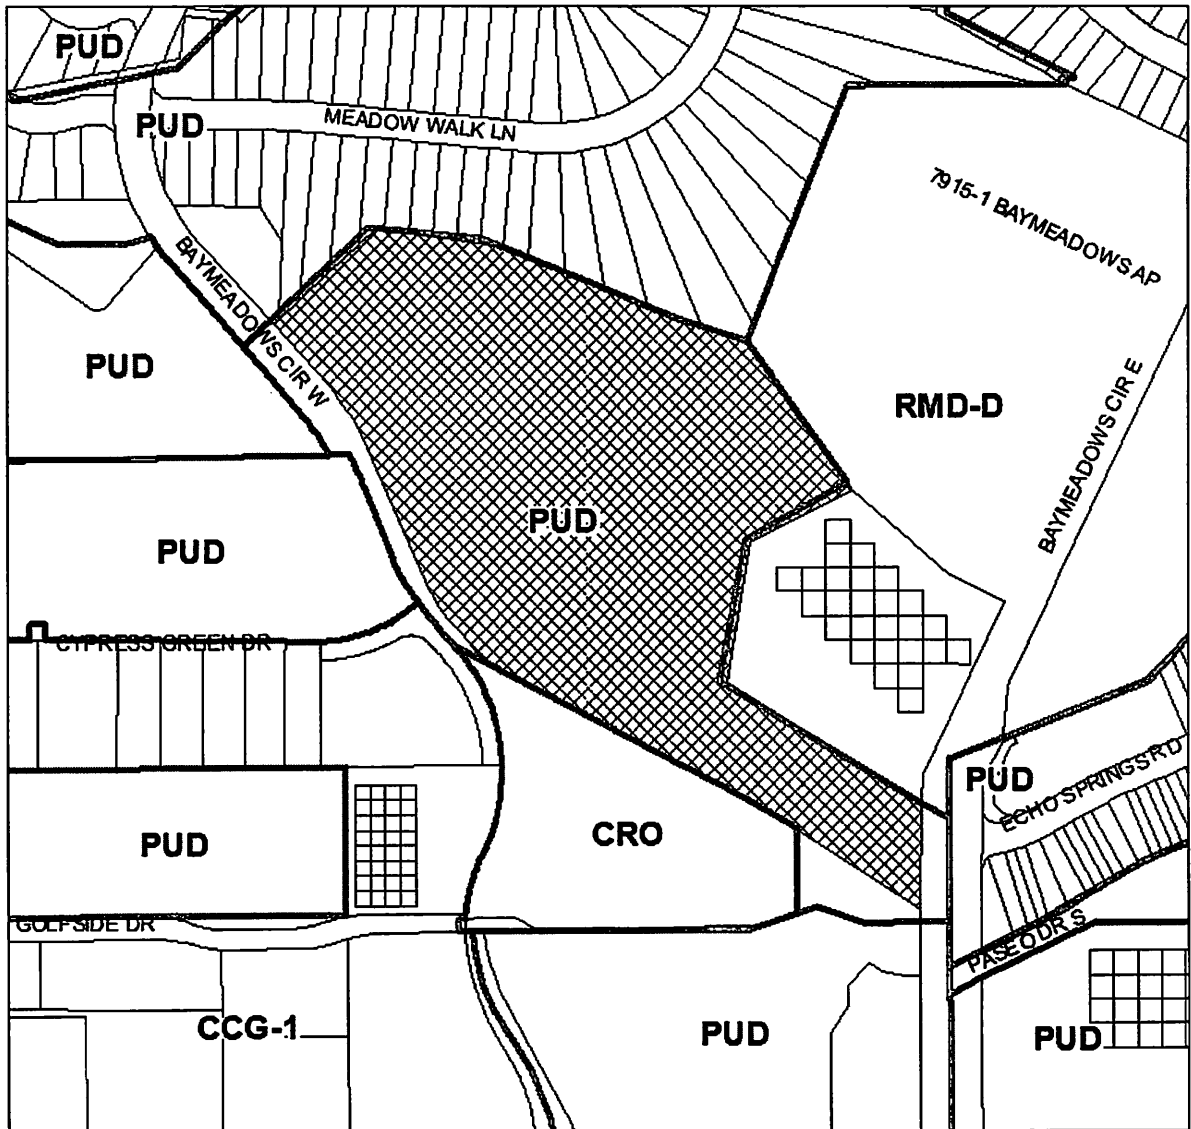 PUD
PUD
MEADOW WALK LN
7915-1 BAYMEADOWS AP
BAYMEADOWS CIR W
PUD
RMD-D
BAYMEADOWS CIR E
PUD
PUD
CYPRESS GREEN DR
PUD
ECHO SPRINGS RD
CRO
PUD
GOLFSIDE DR
PASEO DR S
CCG-1
PUD
PUD